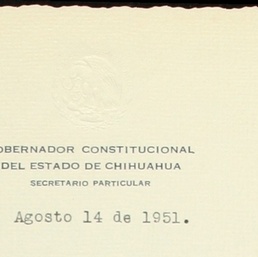 OBERNADOR CONSTITUCIONAL
DEL ESTADO DE CHIHUAHUA
SECRETARIO PARTICULAR
Agosto 14 de 1951.